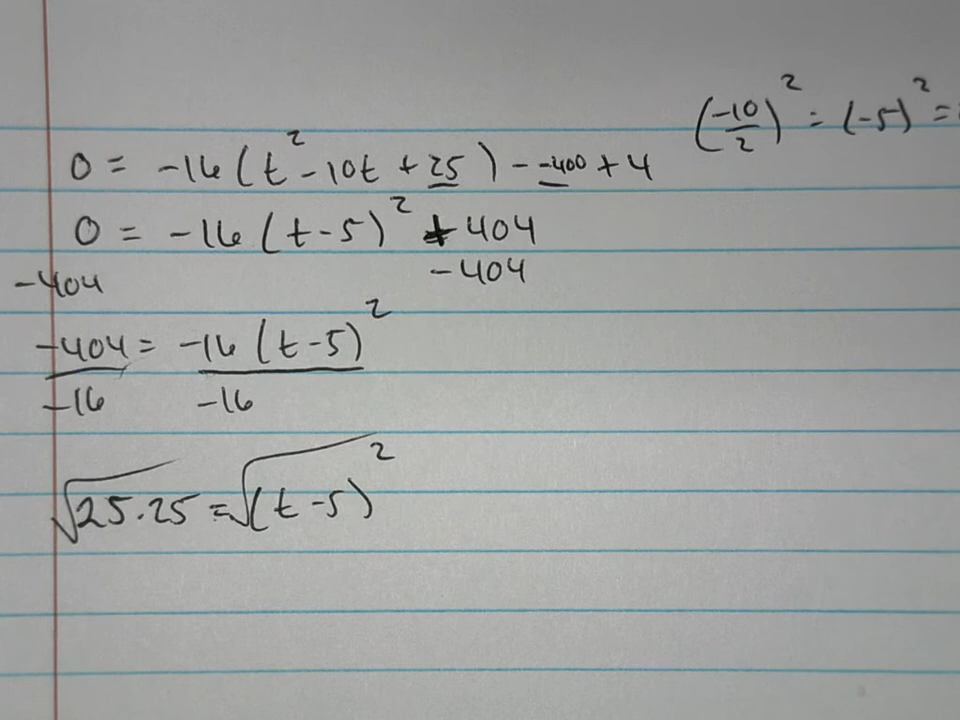 (-10/2)² = (-5)² =
0 = -16(t² - 10t + 25) - -400 + 4
0 = -16(t-5)² + 404
-404 - 404
-404 = -16(t-5)²
-16 -16
√25.25 = √(t-5)²